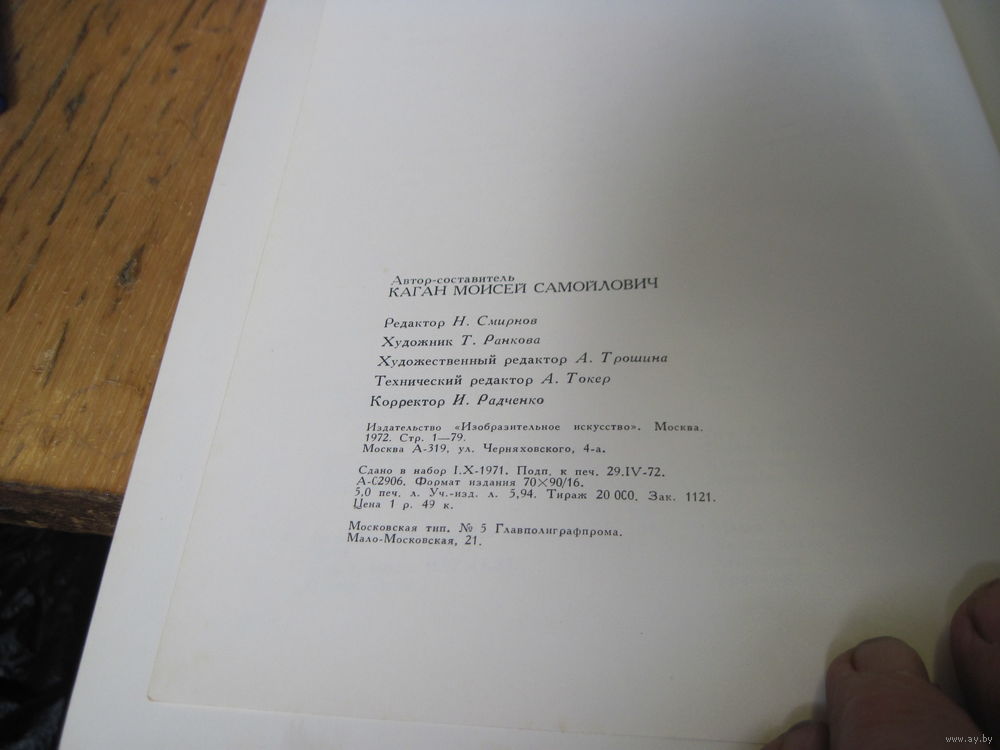 Автор-составитель
КАГАН МОИСЕЙ САМОЙЛОВИЧ
Редактор Н. Смирнов
Художник Т. Ранкова
Художественный редактор А. Трошина
Технический редактор А. Токер
Корректор И. Радченко
Издательство «Изобразительное искусство». Москва.
1972. Стр. 1—79.
Москва А-319, ул. Черняховского, 4-а.
Сдано в набор I.X-1971. Подп. к печ. 29.IV-72.
А-02906. Формат издания 70×90/16.
5,0 печ. л. Уч.-изд. л. 5,94. Тираж 20 000. Зак. 1121.
Цена 1 р. 49 к.
Московская тип. № 5 Главполиграфпрома.
Мало-Московская, 21.
www.ay.by